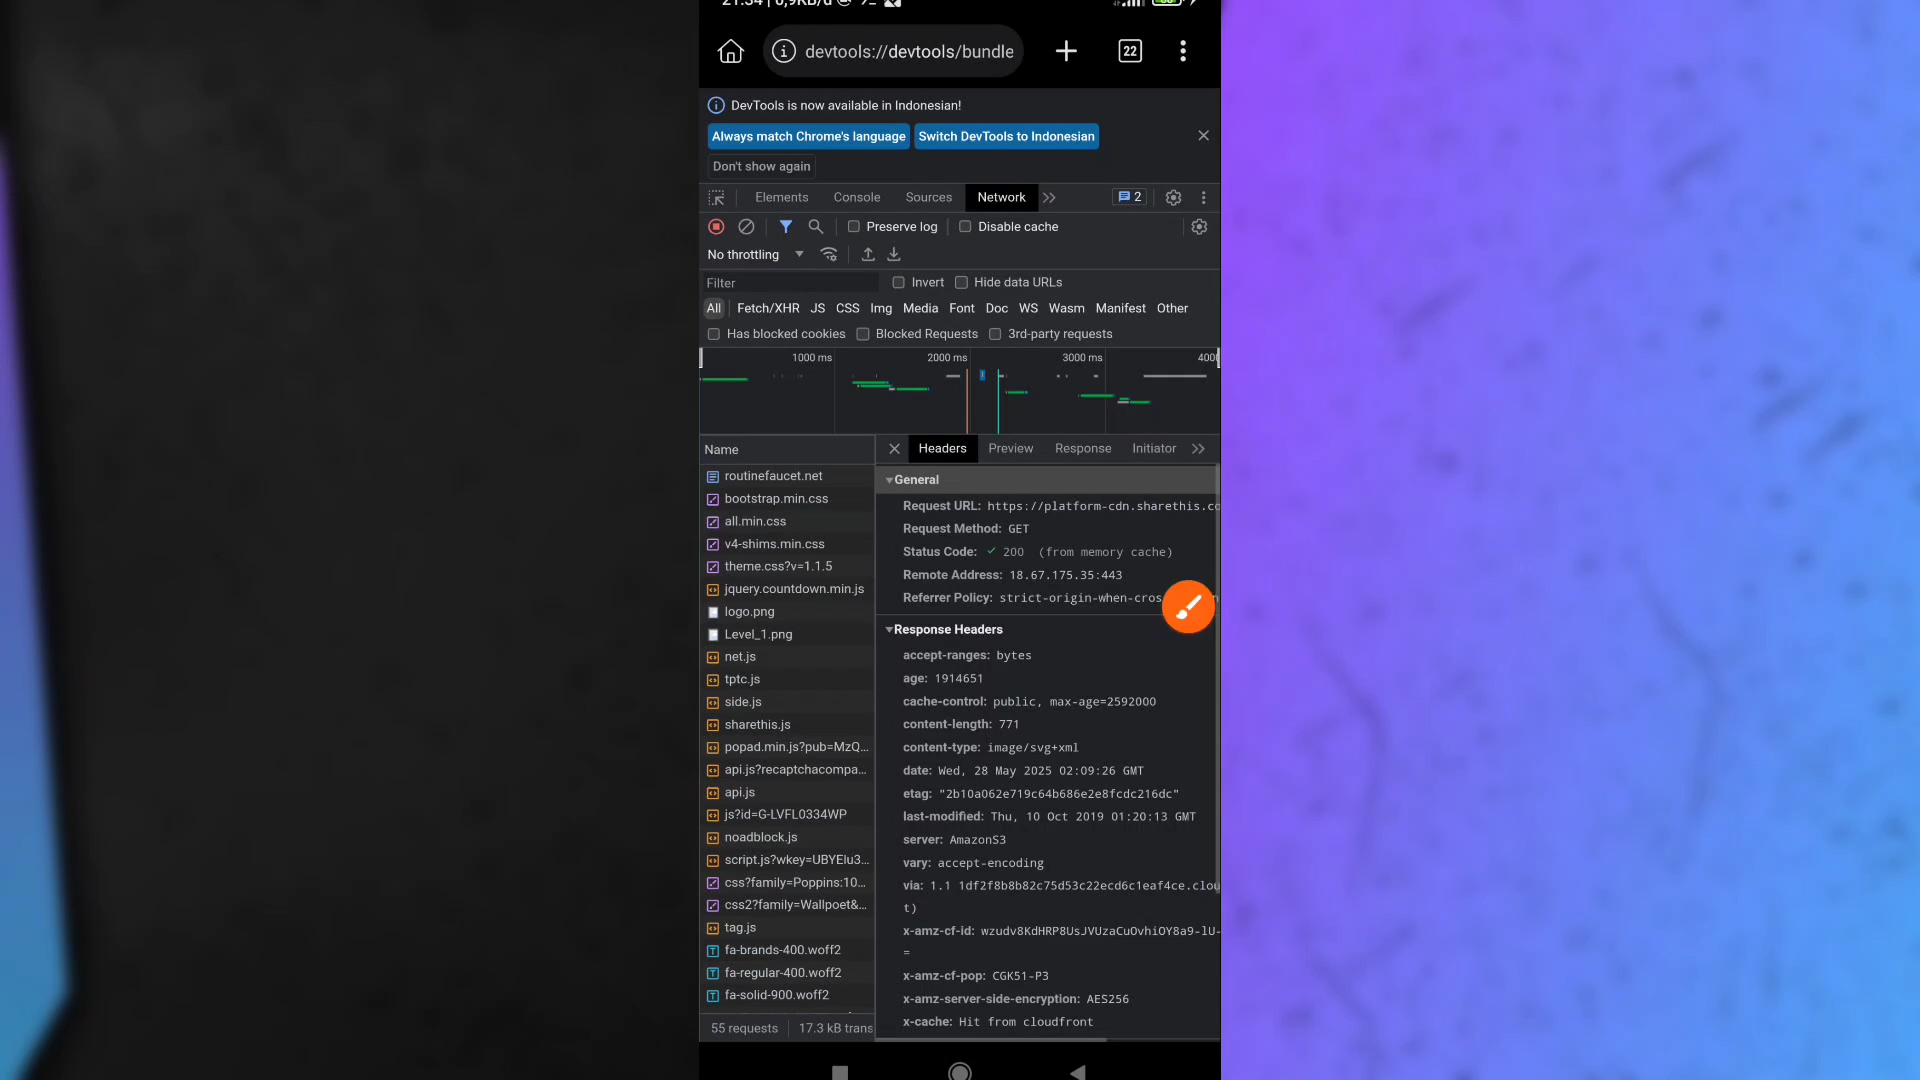 21.34 | 0,9KB/d
devtools://devtools/bundle
22
DevTools is now available in Indonesian!
Always match Chrome's language
Switch DevTools to Indonesian
Don't show again
Elements Console Sources Network 2
Preserve log Disable cache
No throttling
Filter Invert Hide data URLs
All Fetch/XHR JS CSS Img Media Font Doc WS Wasm Manifest Other
Has blocked cookies Blocked Requests 3rd-party requests
1000 ms 2000 ms 3000 ms 400
Name
routinefaucet.net
bootstrap.min.css
all.min.css
v4-shims.min.css
theme.css?v=1.1.5
jquery.countdown.min.js
logo.png
Level_1.png
net.js
tptc.js
side.js
sharethis.js
popad.min.js?pub=MzQ...
api.js?recaptchacompa...
api.js
js?id=G-LVFL0334WP
noadblock.js
script.js?wkey=UBYElu3...
css?family=Poppins:10...
css2?family=Wallpoet&...
tag.js
fa-brands-400.woff2
fa-regular-400.woff2
fa-solid-900.woff2
55 requests 17.3 kB trans
Headers Preview Response Initiator
General
Request URL: https://platform-cdn.sharethis.co
Request Method: GET
Status Code: 200 (from memory cache)
Remote Address: 18.67.175.35:443
Referrer Policy: strict-origin-when-cros
Response Headers
accept-ranges: bytes
age: 1914651
cache-control: public, max-age=2592000
content-length: 771
content-type: image/svg+xml
date: Wed, 28 May 2025 02:09:26 GMT
etag: "2b10a062e719c64b686e2e8fcdc216dc"
last-modified: Thu, 10 Oct 2019 01:20:13 GMT
server: AmazonS3
vary: accept-encoding
via: 1.1 1df2f8b8b82c75d53c22ecd6c1eaf4ce.clou
t)
x-amz-cf-id: wzudv8KdHRP8UsJVUzaCuOvhiOY8a9-lU-
=
x-amz-cf-pop: CGK51-P3
x-amz-server-side-encryption: AES256
x-cache: Hit from cloudfront